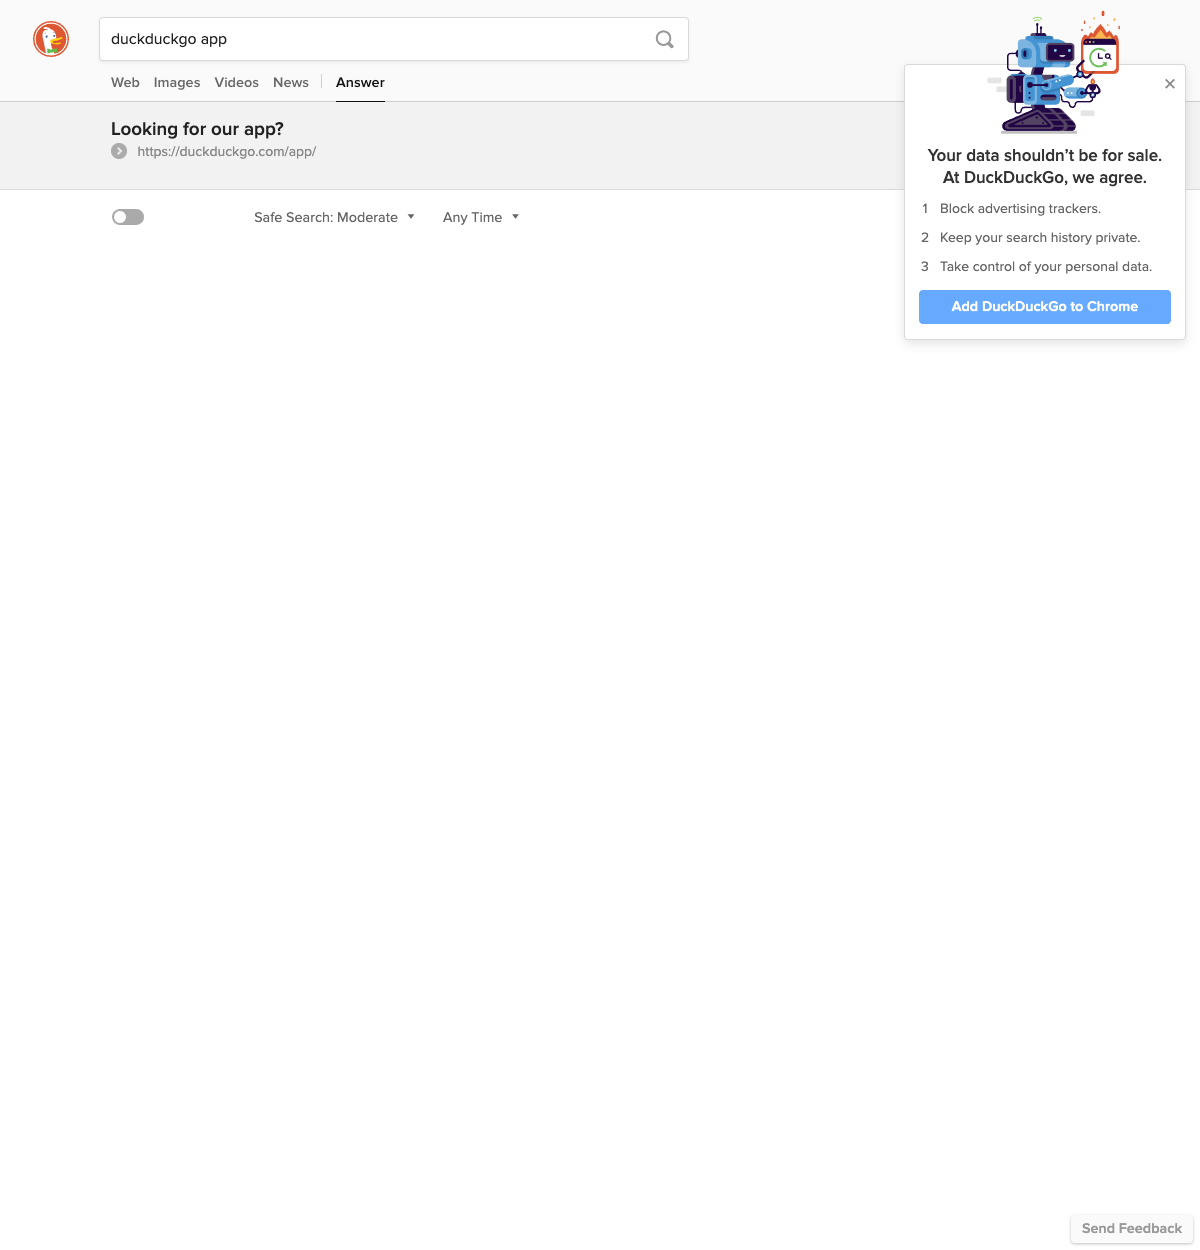 duckduckgo app
Web Images Videos News Answer
Looking for our app?
https://duckduckgo.com/app/
Safe Search: Moderate Any Time
Your data shouldn’t be for sale.
At DuckDuckGo, we agree.
1 Block advertising trackers.
2 Keep your search history private.
3 Take control of your personal data.
Add DuckDuckGo to Chrome
Send Feedback